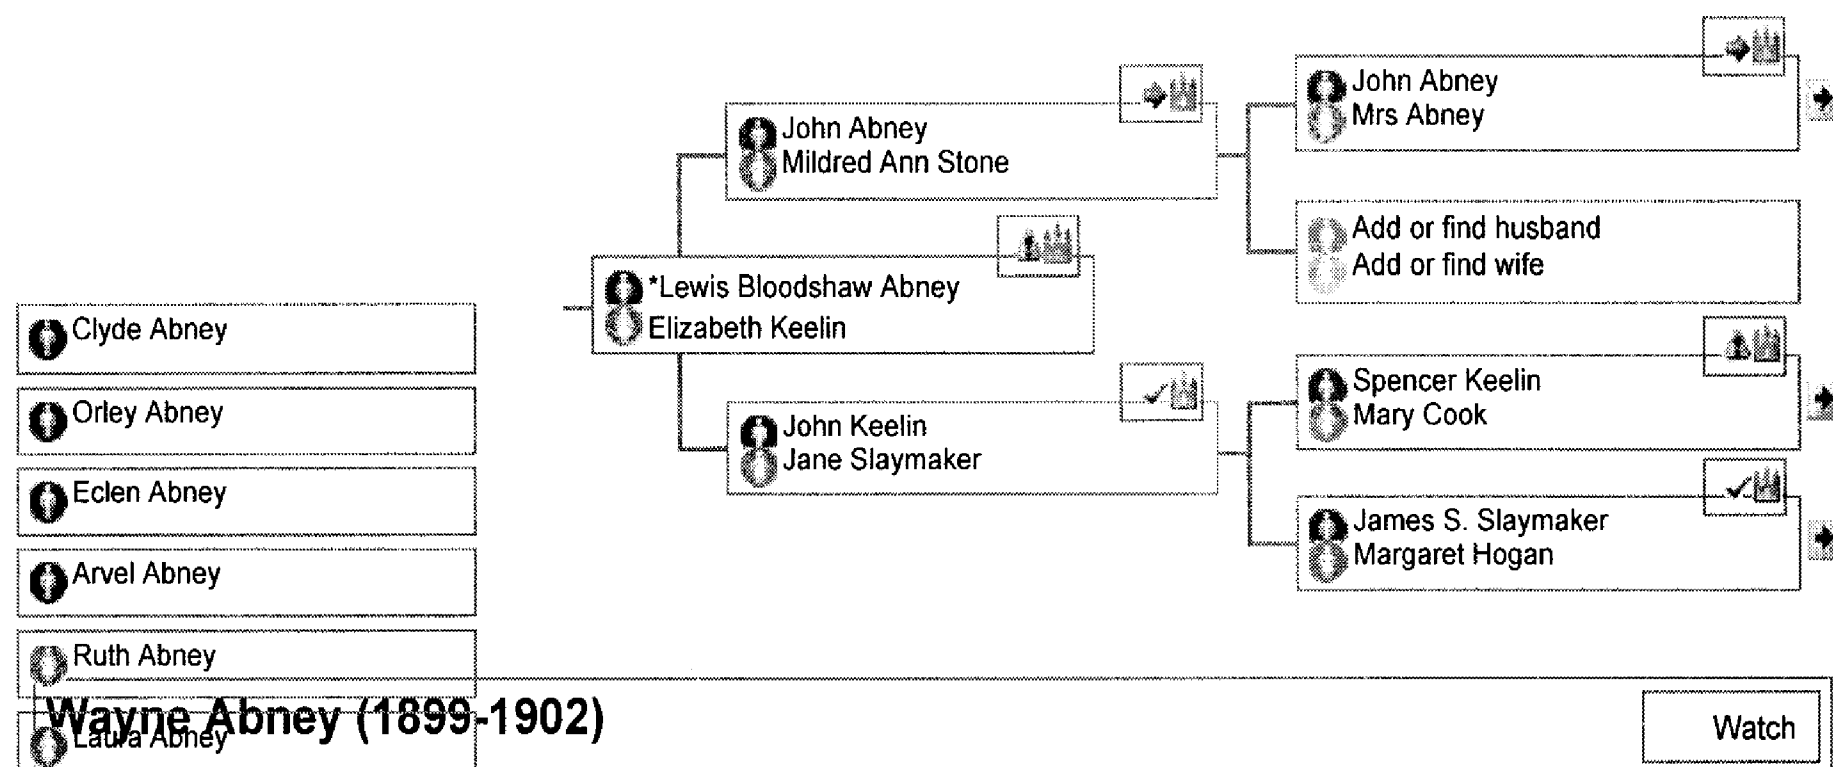 John Abney
Mrs Abney
John Abney
Mildred Ann Stone
Add or find husband
Add or find wife
*Lewis Bloodshaw Abney
Elizabeth Keelin
Clyde Abney
Spencer Keelin
Mary Cook
Orley Abney
John Keelin
Jane Slaymaker
Eclen Abney
James S. Slaymaker
Margaret Hogan
Arvel Abney
Ruth Abney
Wayne Abney (1899-1902)
Watch
Laura Abney